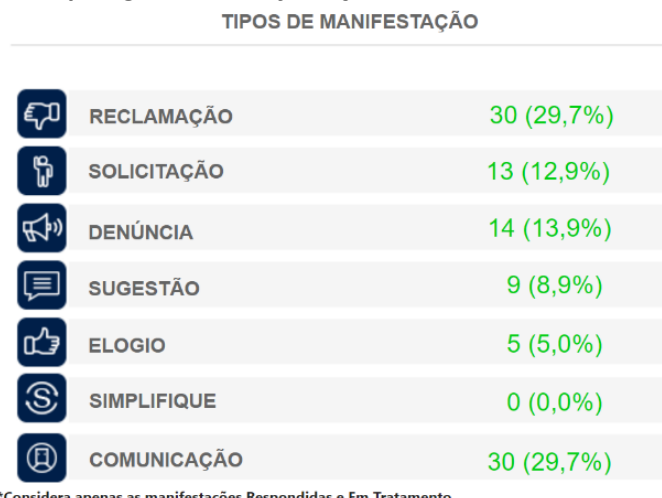 TIPOS DE MANIFESTAÇÃO
RECLAMAÇÃO 30 (29,7%)
SOLICITAÇÃO 13 (12,9%)
DENÚNCIA 14 (13,9%)
SUGESTÃO 9 (8,9%)
ELOGIO 5 (5,0%)
SIMPLIFIQUE 0 (0,0%)
COMUNICAÇÃO 30 (29,7%)
*Considera apenas as manifestações Respondidas e Em Tratamento